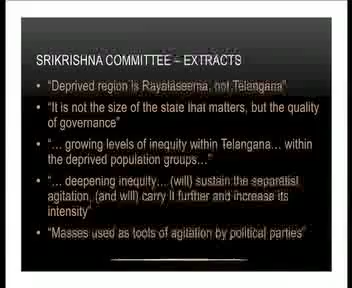 SRIKRISHNA COMMITTEE – EXTRACTS
• "Deprived region is Rayalaseema, not Telangana"
• "It is not the size of the state that matters, but the quality
of governance"
• "… growing levels of inequity within Telangana… within
the deprived population groups…"
• "… deepening inequity… (will) sustain the separatist
agitation, (and will) carry it further and increase its
intensity"
• "Masses used as tools of agitation by political parties"